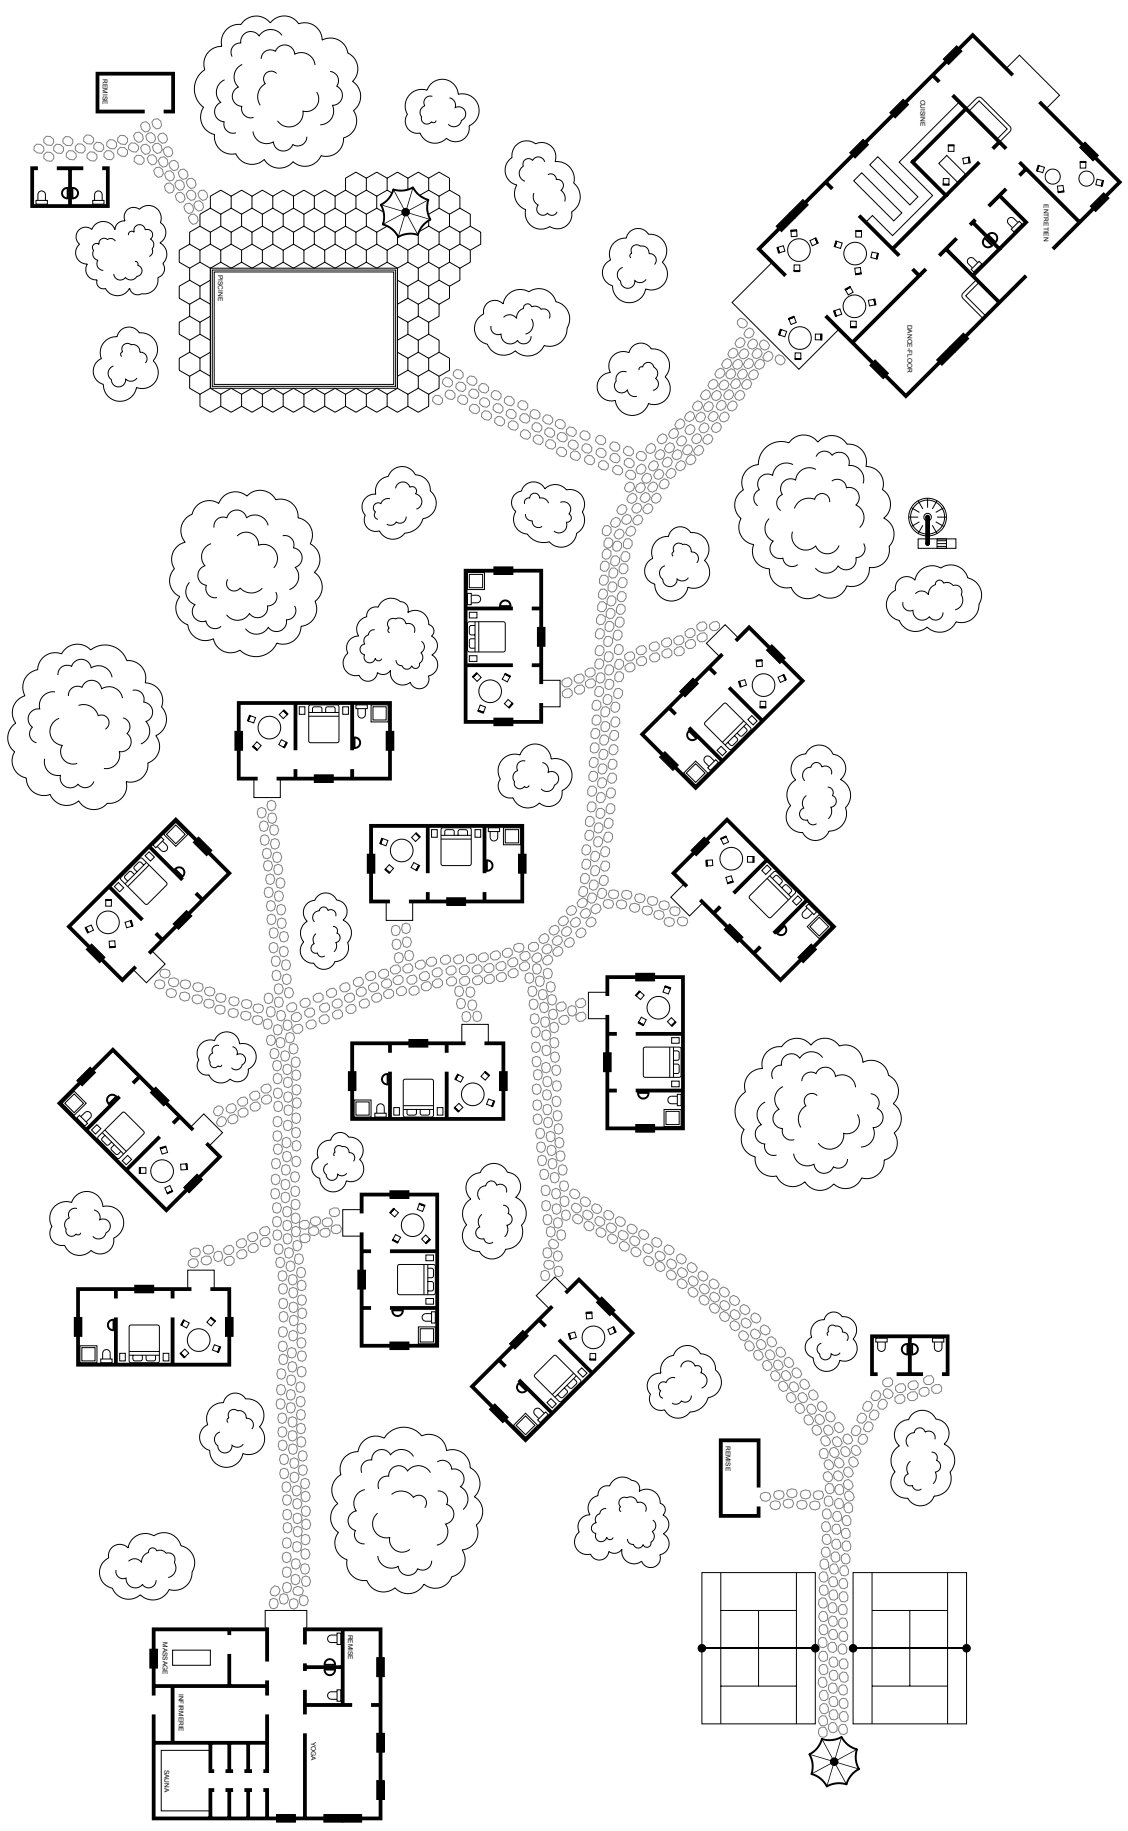 REMISE
CUISINE
ENTRETIEN
PISCINE
DANCE-FLOOR
REMISE
MASSAGE
REMISE
INFIRMERIE
YOGA
SAUNA